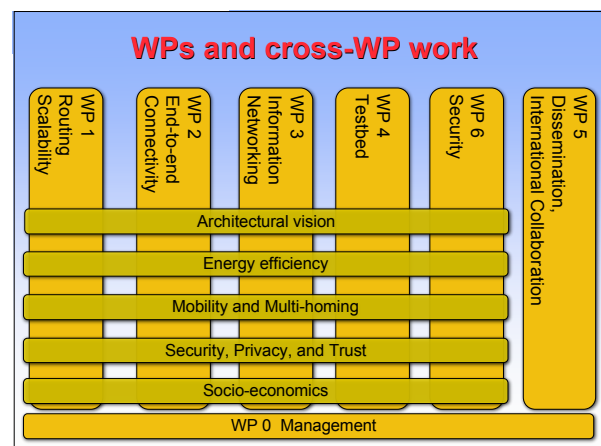 WPs and cross-WP work
WP 1
Routing
Scalability
WP 2
End-to-end
Connectivity
WP 3
Information
Networking
WP 4
Testbed
WP 6
Security
WP 5
Dissemination,
International Collaboration
Architectural vision
Energy efficiency
Mobility and Multi-homing
Security, Privacy, and Trust
Socio-economics
WP 0 Management